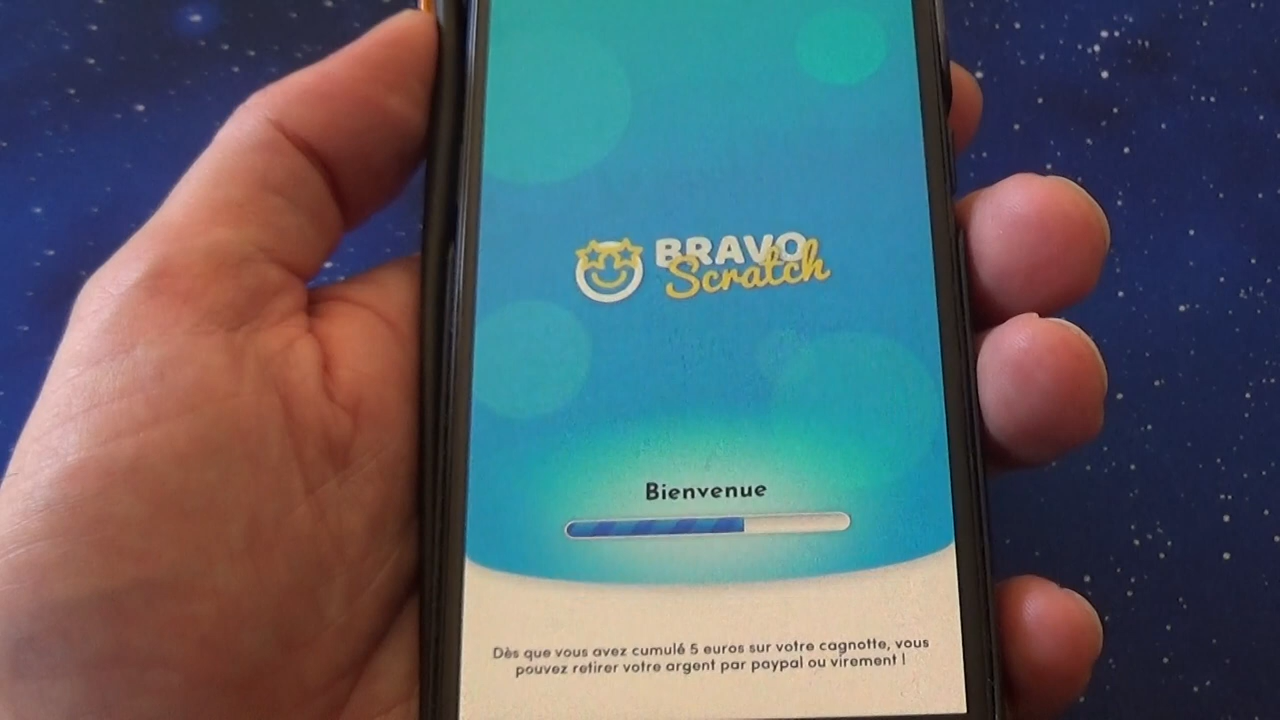 BRAVO
Scratch
Bienvenue
Dès que vous avez cumulé 5 euros sur votre cagnotte, vous
pouvez retirer votre argent par paypal ou virement !